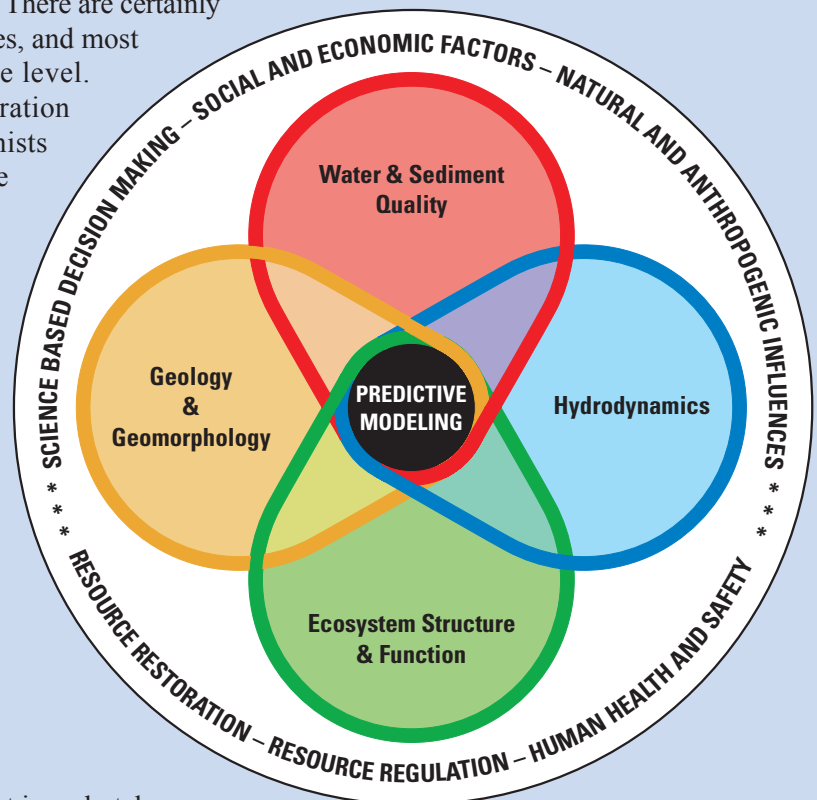 There are certainly
es, and most
e level.
ration
nists
e
SCIENCE BASED DECISION MAKING – SOCIAL AND ECONOMIC FACTORS – NATURAL AND ANTHROPOGENIC INFLUENCES
Water & Sediment
Quality
Geology
&
Geomorphology
PREDICTIVE
MODELING
Hydrodynamics
Ecosystem Structure
& Function
* * * RESOURCE RESTORATION – RESOURCE REGULATION – HUMAN HEALTH AND SAFETY * * *